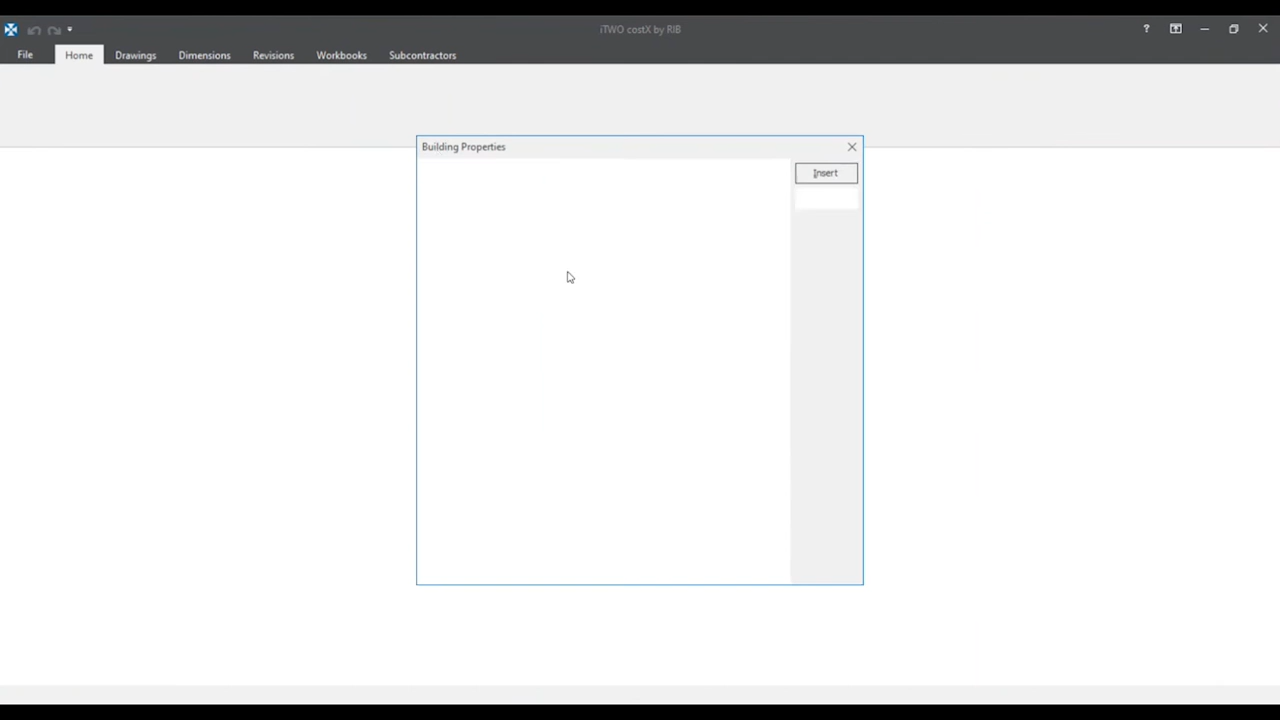 iTWO costX by RIB
?
File Home Drawings Dimensions Revisions Workbooks Subcontractors
Building Properties
Insert